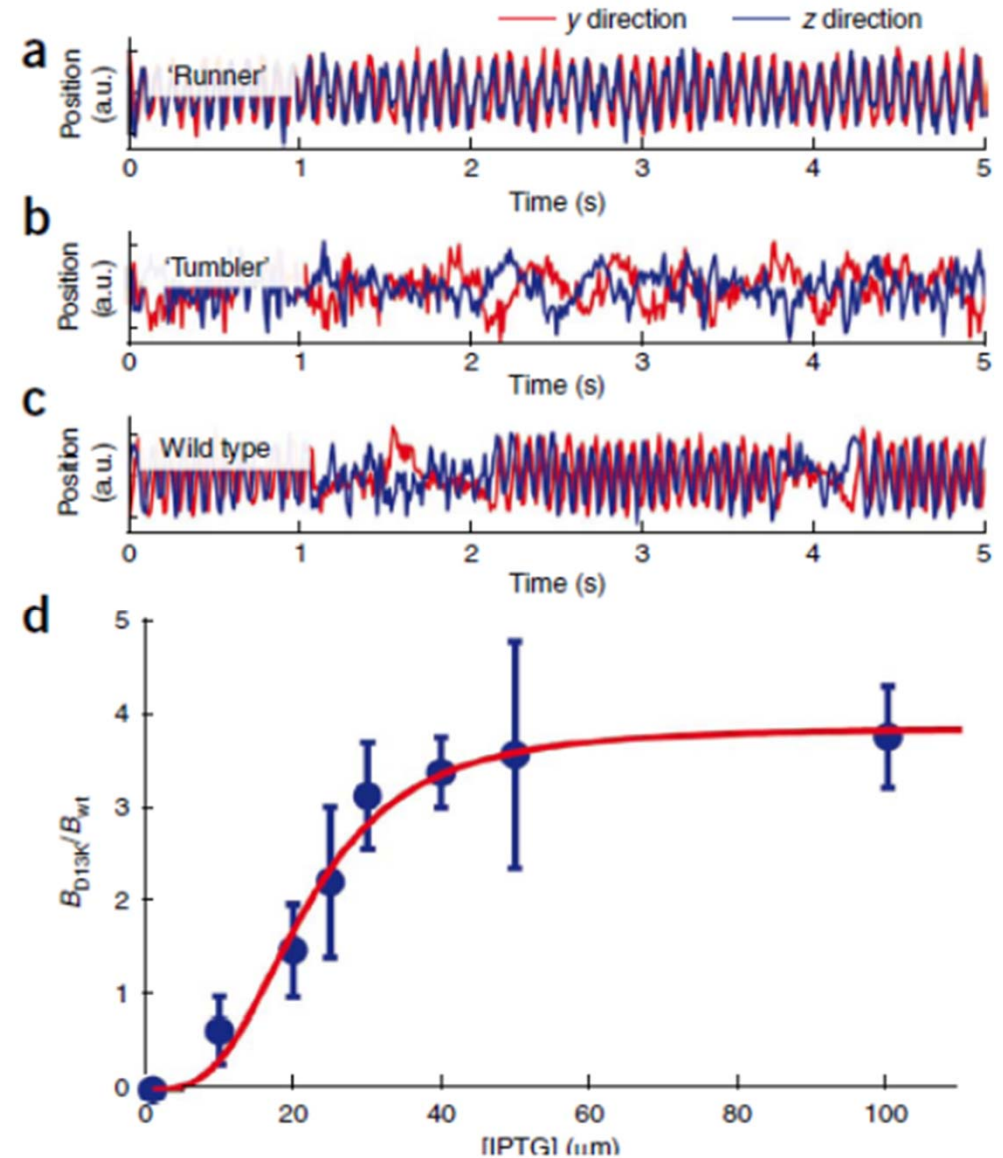 y direction z direction
a
Position
(a.u.)
'Runner'
0 1 2 3 4 5
Time (s)
b
Position
(a.u.)
'Tumbler'
0 1 2 3 4 5
Time (s)
c
Position
(a.u.)
Wild type
0 1 2 3 4 5
Time (s)
d
B_D13K/B_wt
5
4
3
2
1
0
0 20 40 60 80 100
[IPTG] (μm)